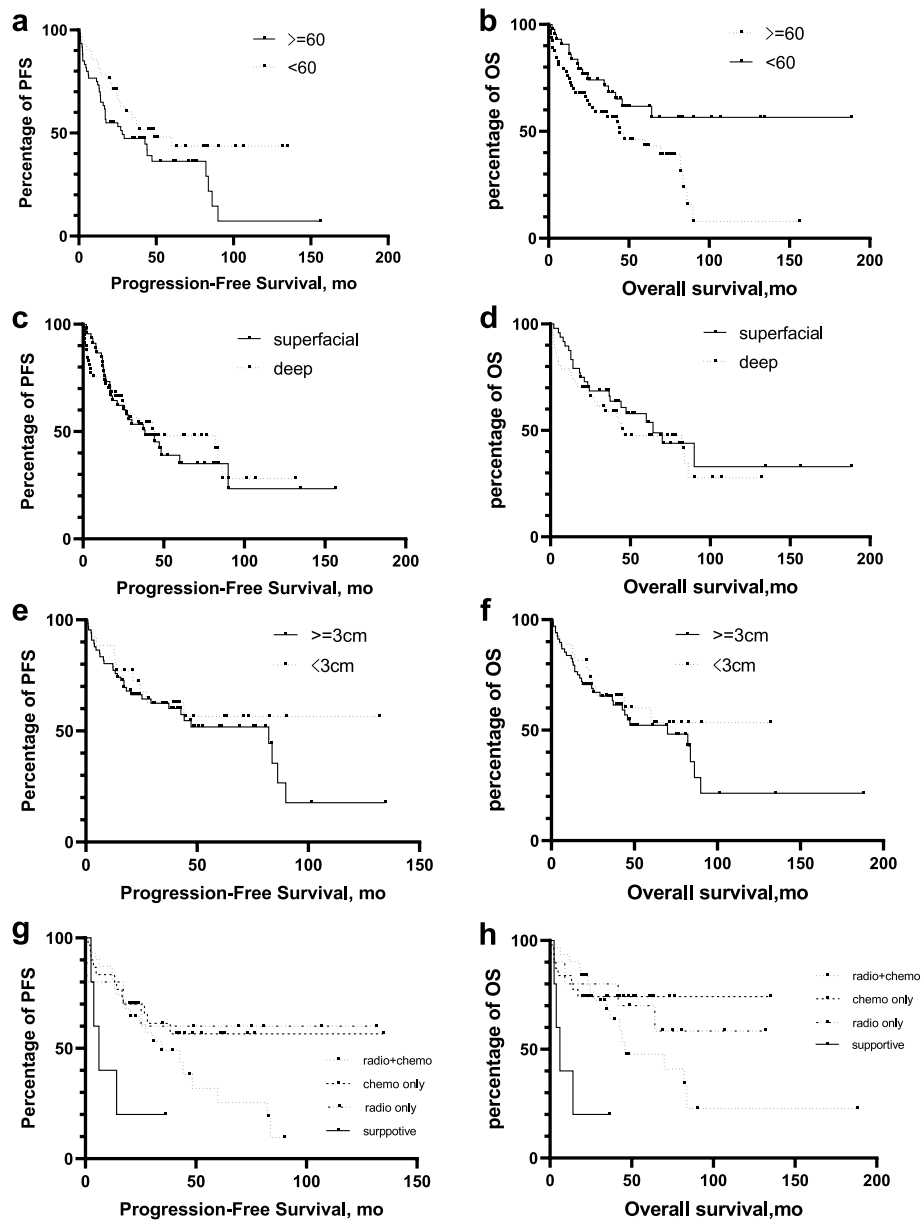 a
Percentage of PFS
100
50
0
>=60
<60
0
50
100
150
200
Progression-Free Survival, mo
b
percentage of OS
100
50
0
>=60
<60
0
50
100
150
200
Overall survival,mo
c
Percentage of PFS
100
50
0
superfacial
deep
0
50
100
150
200
Progression-Free Survival, mo
d
percentage of OS
100
50
0
superfacial
deep
0
50
100
150
200
Overall survival,mo
e
Percentage of PFS
100
50
0
>=3cm
<3cm
0
50
100
150
Progression-Free Survival, mo
f
percentage of OS
100
50
0
>=3cm
<3cm
0
50
100
150
200
Overall survival,mo
g
Percentage of PFS
100
50
0
radio+chemo
chemo only
radio only
surppotive
0
50
100
150
Progression-Free Survival, mo
h
percentage of OS
100
50
0
radio+chemo
chemo only
radio only
supportive
0
50
100
150
200
Overall survival,mo